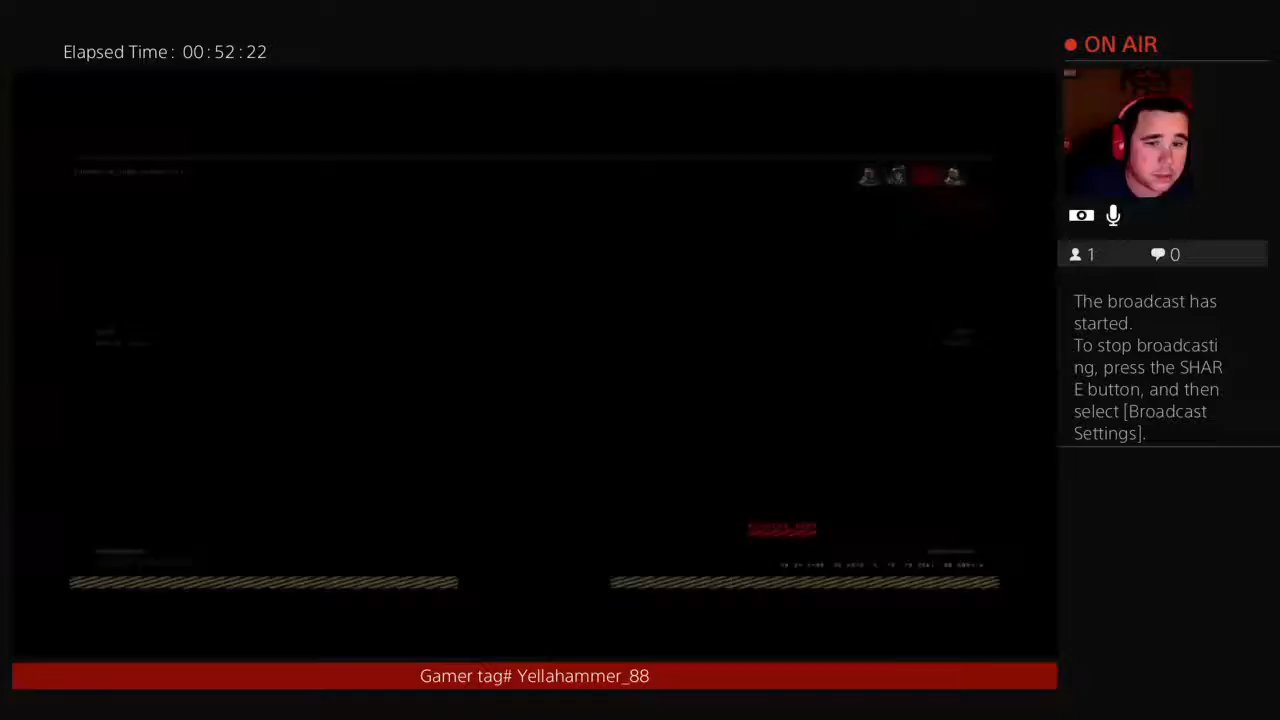 Elapsed Time: 00:52:22
ON AIR
1
0
The broadcast has
started.
To stop broadcasti
ng, press the SHAR
E button, and then
select [Broadcast
Settings].
Gamer tag# Yellahammer_88